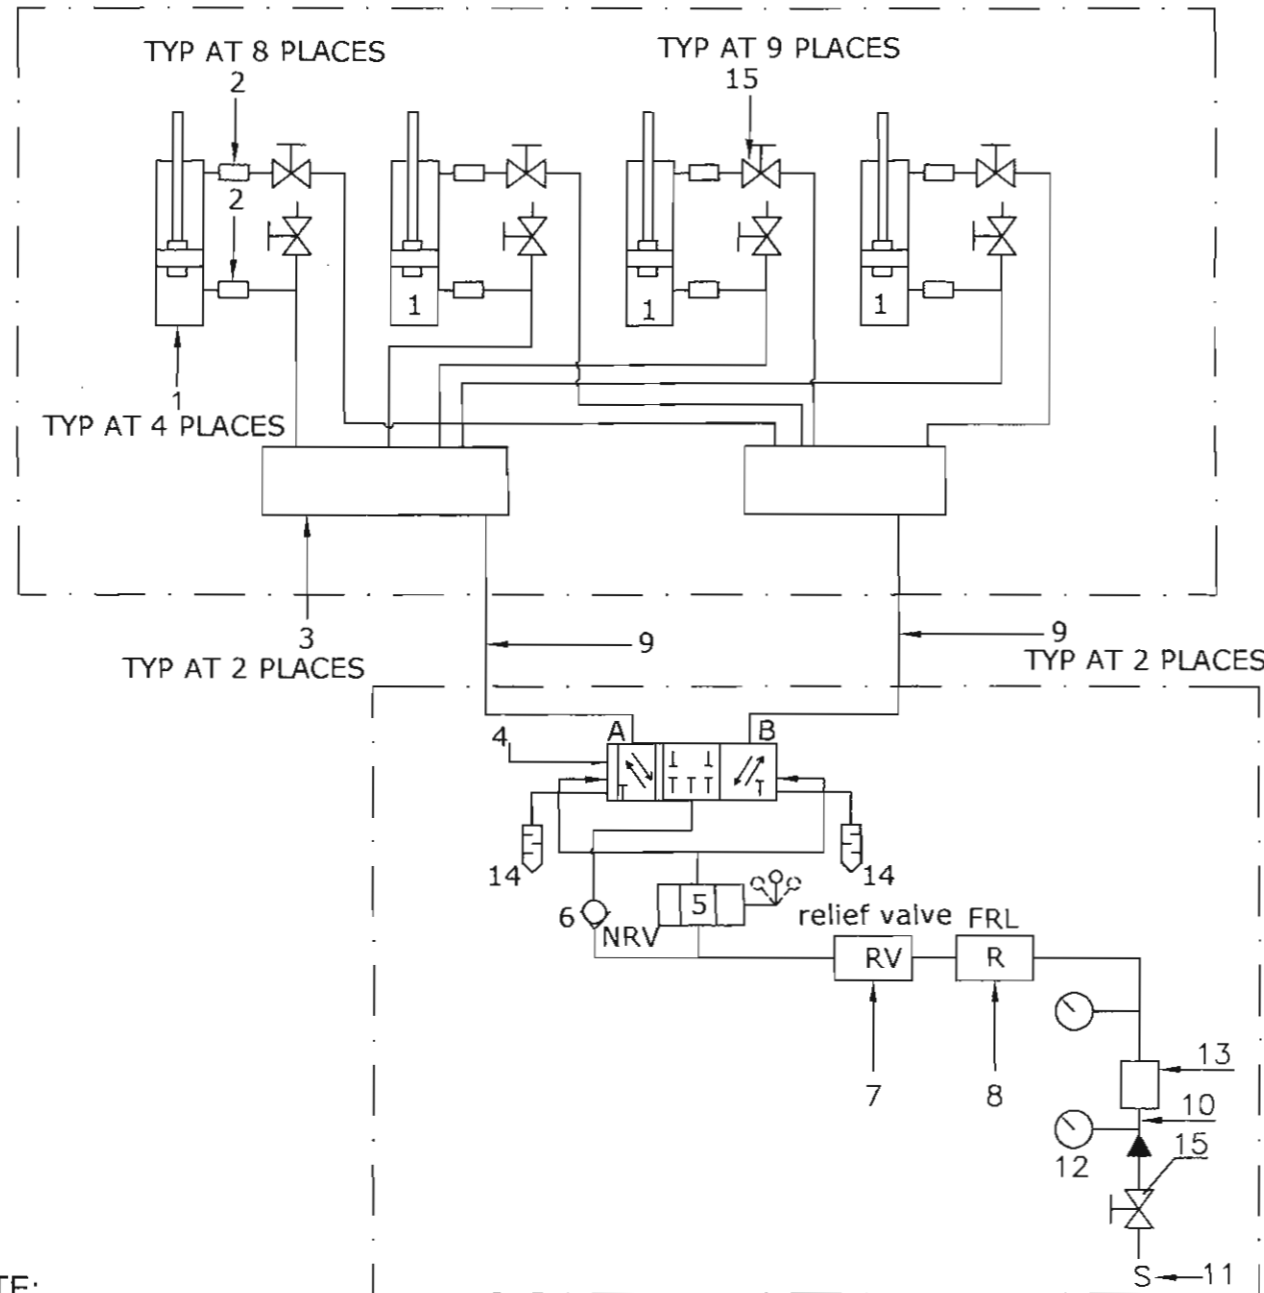 TYP AT 8 PLACES
TYP AT 9 PLACES
2
15
2
1
1
1
1
TYP AT 4 PLACES
3
TYP AT 2 PLACES
9
9
TYP AT 2 PLACES
A
B
4
14
14
5
6
NRV
relief valve
FRL
RV
R
7
8
13
10
12
15
S
11
TE: